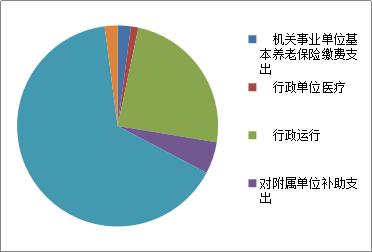 机关事业单位基
本养老保险缴费支
出
行政单位医疗
行政运行
对附属单位补助支
出